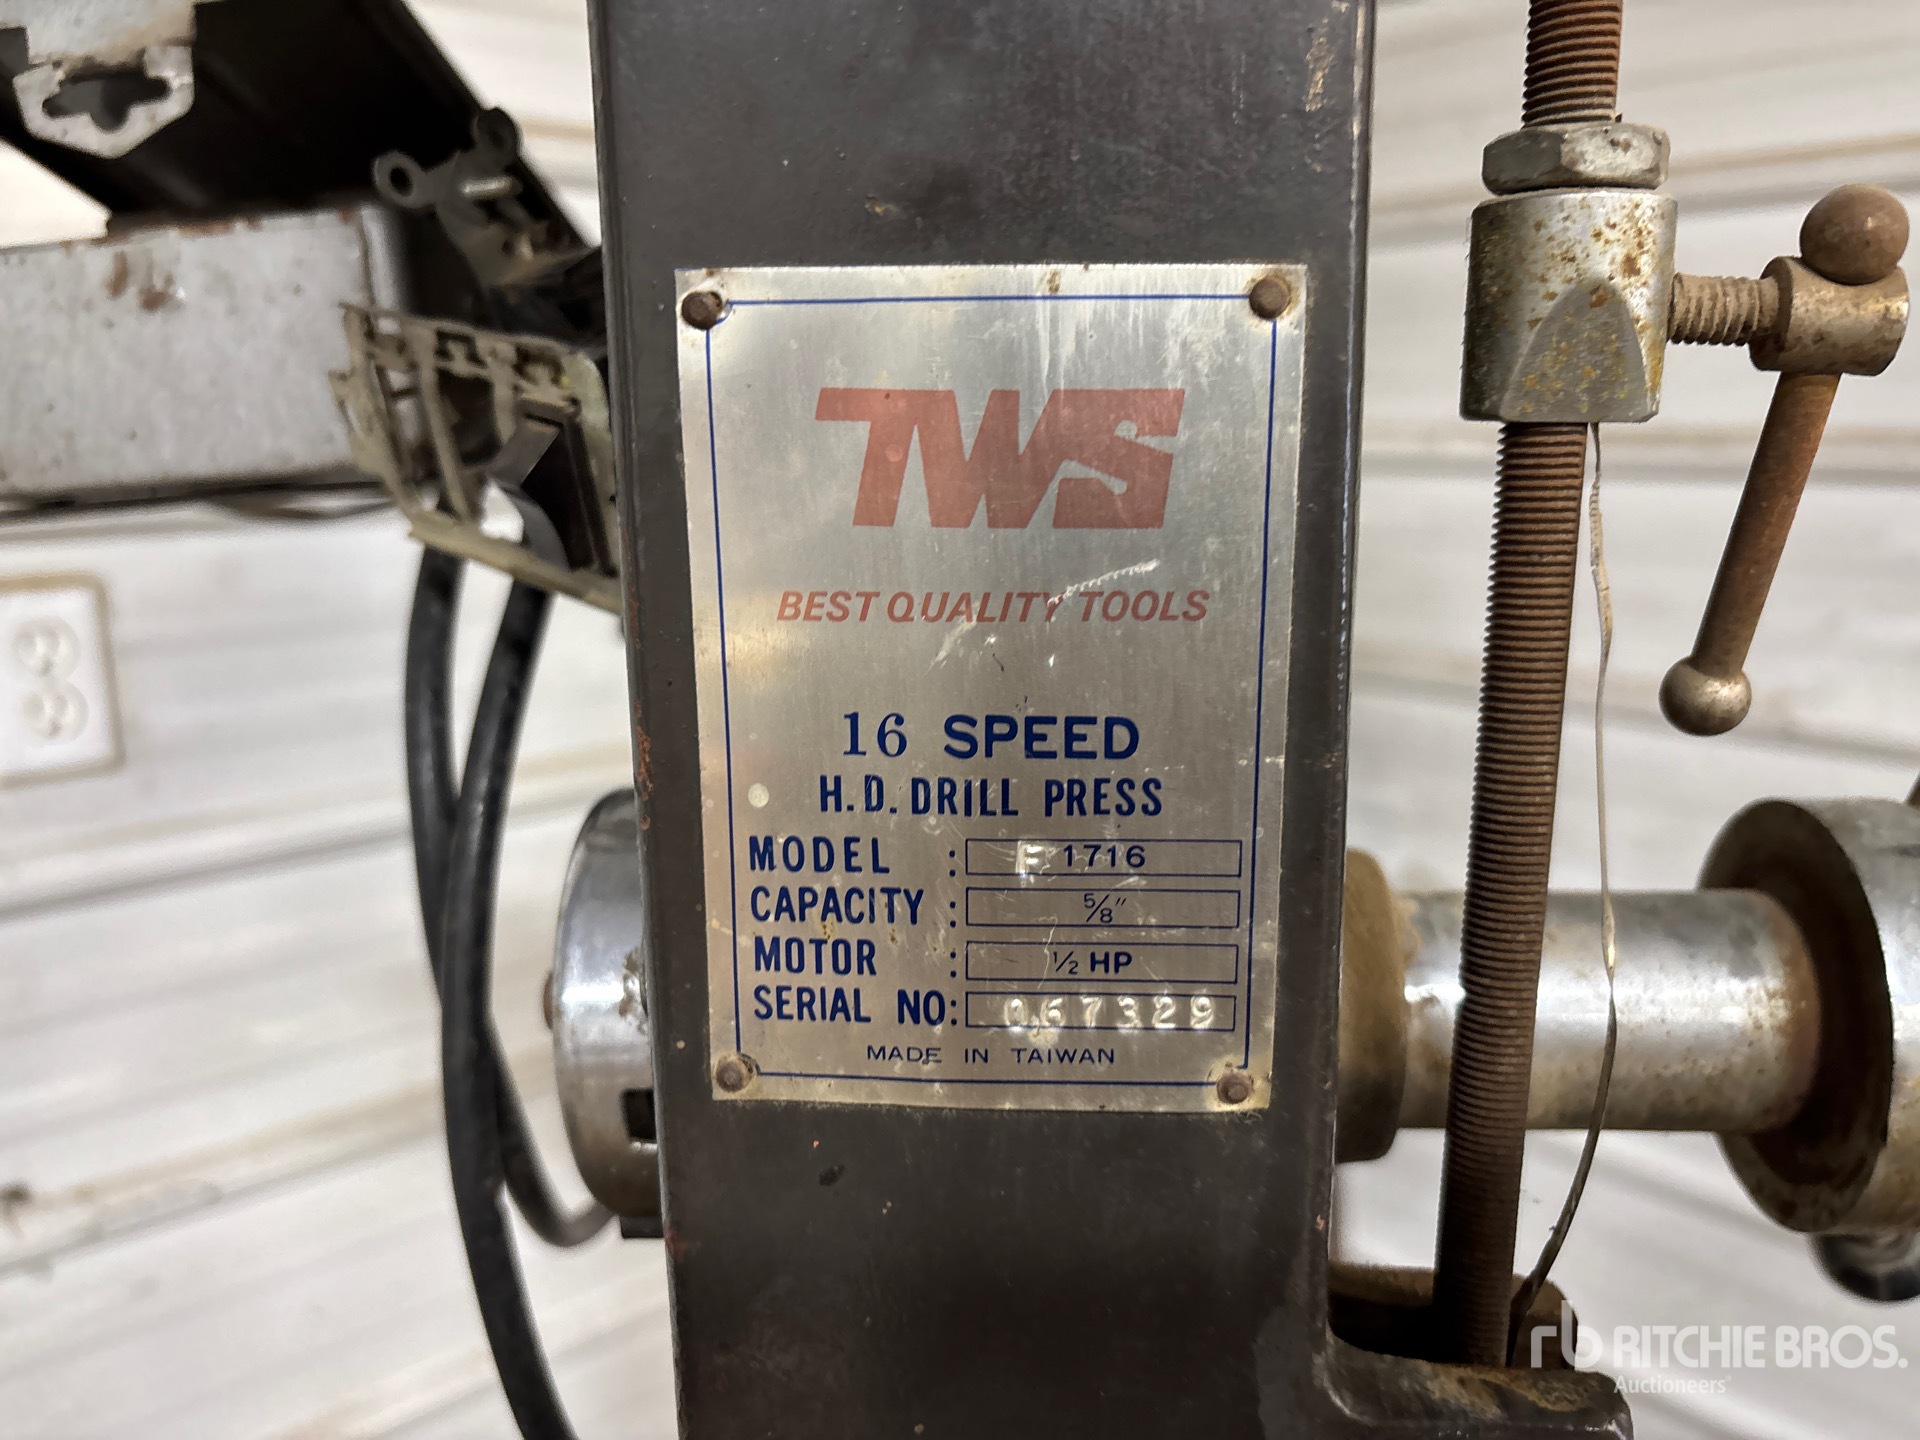 TWS
BEST QUALITY TOOLS
16 SPEED
H.D. DRILL PRESS
MODEL : F 1716
CAPACITY : 5/8"
MOTOR : 1/2 HP
SERIAL NO: 067329
MADE IN TAIWAN
rb RITCHIE BROS.
Auctioneers